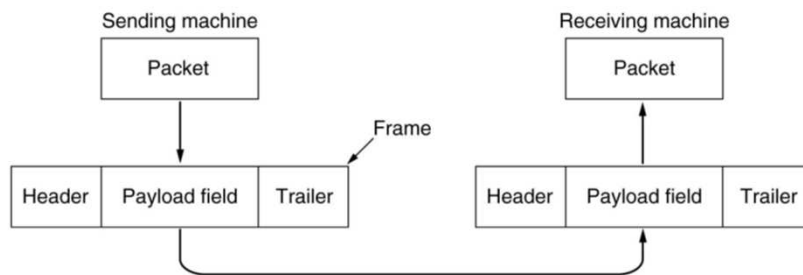 Sending machine
Receiving machine
Packet
Packet
Frame
Header
Payload field
Trailer
Header
Payload field
Trailer